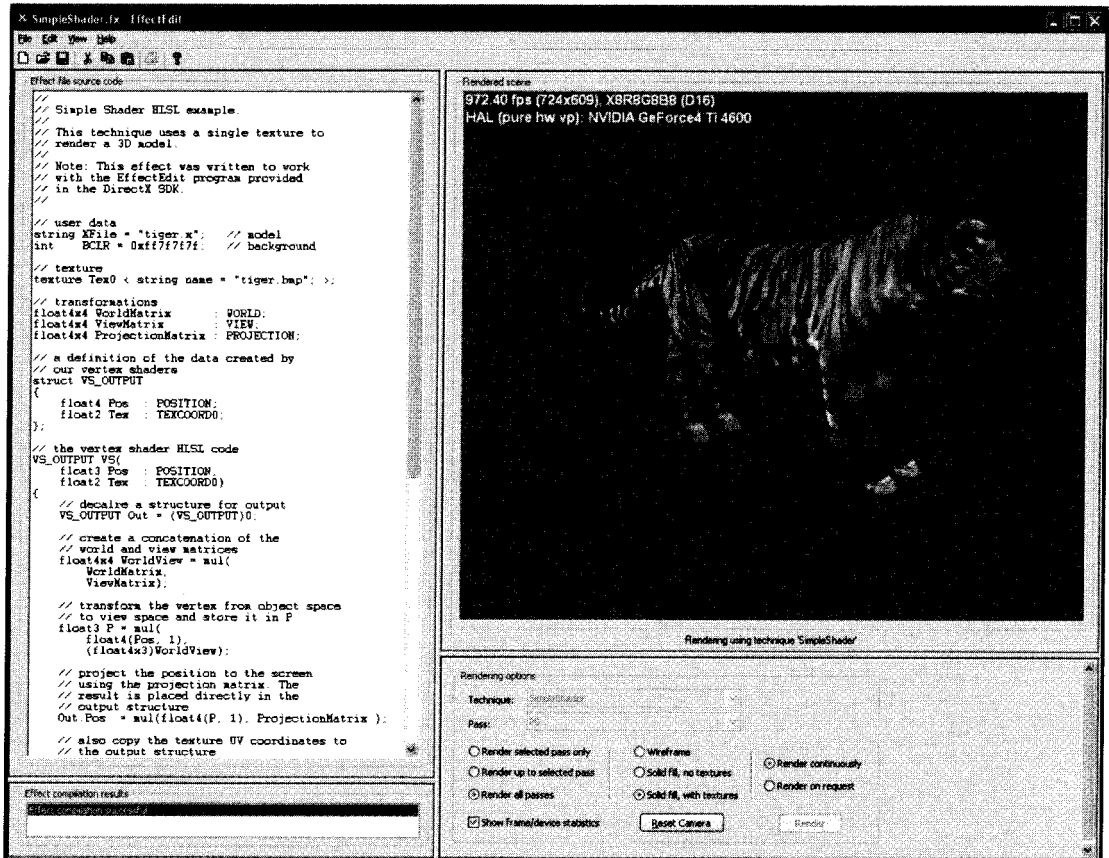 SimpleShader.fx - EffectEdit
File Edit View Help
Effect file source code
//
// Simple Shader HLSL example.
//
// This technique uses a single texture to
// render a 3D model.
//
// Note: This effect was written to work
// with the EffectEdit program provided
// in the DirectX SDK.
//
// user data
string XFile = "tiger.x";   // model
int    BCLR = 0xff7f7f7f;   // background
// texture
texture Tex0 < string name = "tiger.bmp"; >;
// transformations
float4x4 WorldMatrix      : WORLD;
float4x4 ViewMatrix       : VIEW;
float4x4 ProjectionMatrix : PROJECTION;
// a definition of the data created by
// our vertex shaders
struct VS_OUTPUT
{
float4 Pos  : POSITION;
float2 Tex  : TEXCOORD0;
};
// the vertex shader HLSL code
VS_OUTPUT VS(
float3 Pos  : POSITION,
float2 Tex  : TEXCOORD0)
{
// decalre a structure for output
VS_OUTPUT Out = (VS_OUTPUT)0;
// create a concatenation of the
// world and view matrices
float4x4 WorldView = mul(
WorldMatrix,
ViewMatrix);
// transform the vertex from object space
// to view space and store it in P
float3 P = mul(
float4(Pos, 1),
(float4x3)WorldView);
// project the position to the screen
// using the projection matrix. The
// result is placed directly in the
// output structure
Out.Pos  = mul(float4(P, 1), ProjectionMatrix );
// also copy the texture UV coordinates to
// the output structure
Effect compilation results
Effect compilation successful
Rendered scene
972.40 fps (724x609), X8R8G8B8 (D16)
HAL (pure hw vp): NVIDIA GeForce4 Ti 4600
Rendering using technique 'SimpleShader'
Rendering options
Technique: SimpleShader
Pass: P0
Render selected pass only
Wireframe
Render continuously
Render up to selected pass
Solid fill, no textures
Render on request
Render all passes
Solid fill, with textures
Show Frame/device statistics
Reset Camera
Render